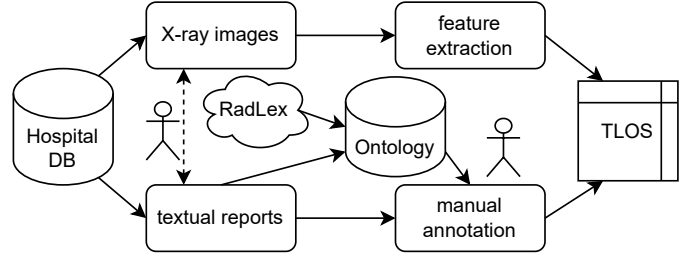 X-ray images
feature
extraction
Hospital
DB
RadLex
Ontology
TLOS
textual reports
manual
annotation